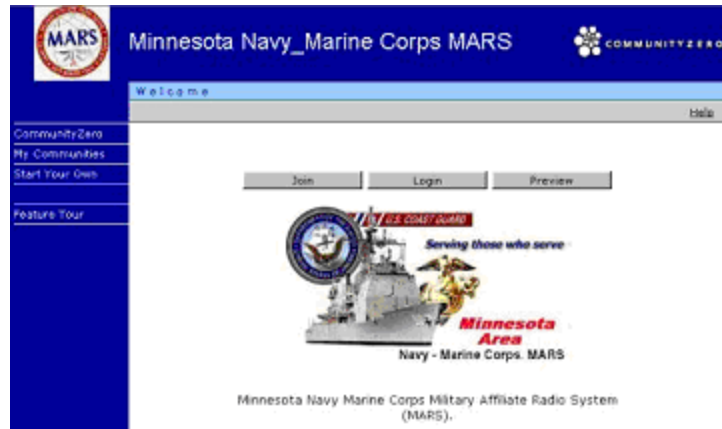 MARS
Minnesota Navy_Marine Corps MARS
COMMUNITYZERO
Welcome
Help
CommunityZero
My Communities
Start Your Own
Feature Tour
Join Login Preview
U.S. COAST GUARD
Serving those who serve
Minnesota
Area
Navy - Marine Corps. MARS
Minnesota Navy Marine Corps Military Affiliate Radio System
(MARS).